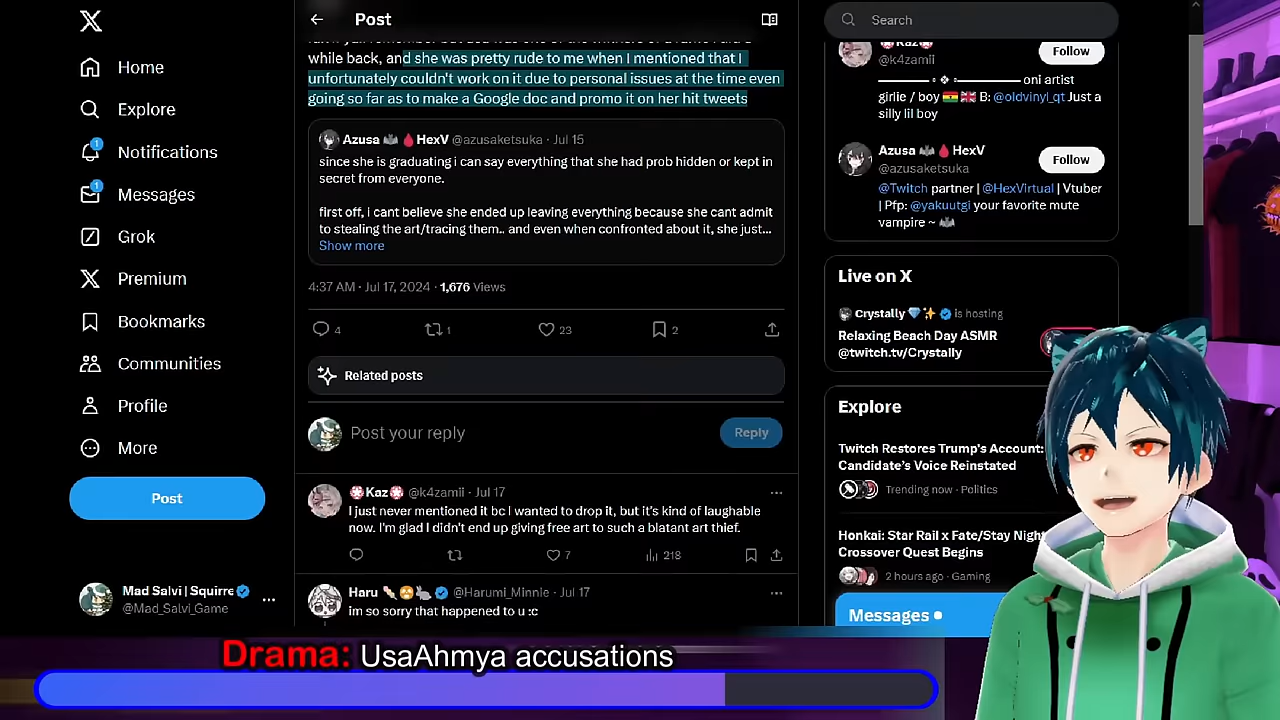 Post
Search
Home
Explore
1
Notifications
1
Messages
Grok
Premium
Bookmarks
Communities
Profile
More
Post
Mad Salvi | Squirre
@Mad_Salvi_Game
while back, and she was pretty rude to me when I mentioned that I
unfortunately couldn't work on it due to personal issues at the time even
going so far as to make a Google doc and promo it on her hit tweets
Azusa 🦇🩸HexV @azusaketsuka · Jul 15
since she is graduating i can say everything that she had prob hidden or kept in
secret from everyone.
first off, i cant believe she ended up leaving everything because she cant admit
to stealing the art/tracing them.. and even when confronted about it, she just...
Show more
4:37 AM · Jul 17, 2024 · 1,676 Views
4
1
23
2
Related posts
Post your reply
Reply
Kaz @k4zamii · Jul 17
I just never mentioned it bc I wanted to drop it, but it's kind of laughable
now. I'm glad I didn't end up giving free art to such a blatant art thief.
7
218
Haru @Harumi_Minnie · Jul 17
im so sorry that happened to u :c
Kaz
@k4zamii
Follow
oni artist
girlie / boy 🇬🇭🇬🇧 B: @oldvinyl_qt Just a
silly lil boy
Azusa 🦇🩸HexV
@azusaketsuka
Follow
@Twitch partner | @HexVirtual | Vtuber
| Pfp: @yakuutgi your favorite mute
vampire ~ 🦇
Live on X
Crystally 💎✨ is hosting
Relaxing Beach Day ASMR
@twitch.tv/Crystally
Explore
Twitch Restores Trump's Account:
Candidate's Voice Reinstated
Trending now · Politics
Honkai: Star Rail x Fate/Stay Night
Crossover Quest Begins
2 hours ago · Gaming
Messages
Drama: UsaAhmya accusations